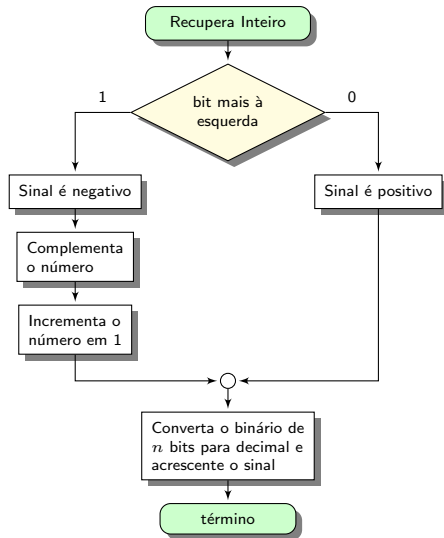 Recupera Inteiro
bit mais à
esquerda
1
0
Sinal é negativo
Sinal é positivo
Complementa
o número
Incrementa o
número em 1
Converta o binário de
n bits para decimal e
acrescente o sinal
término